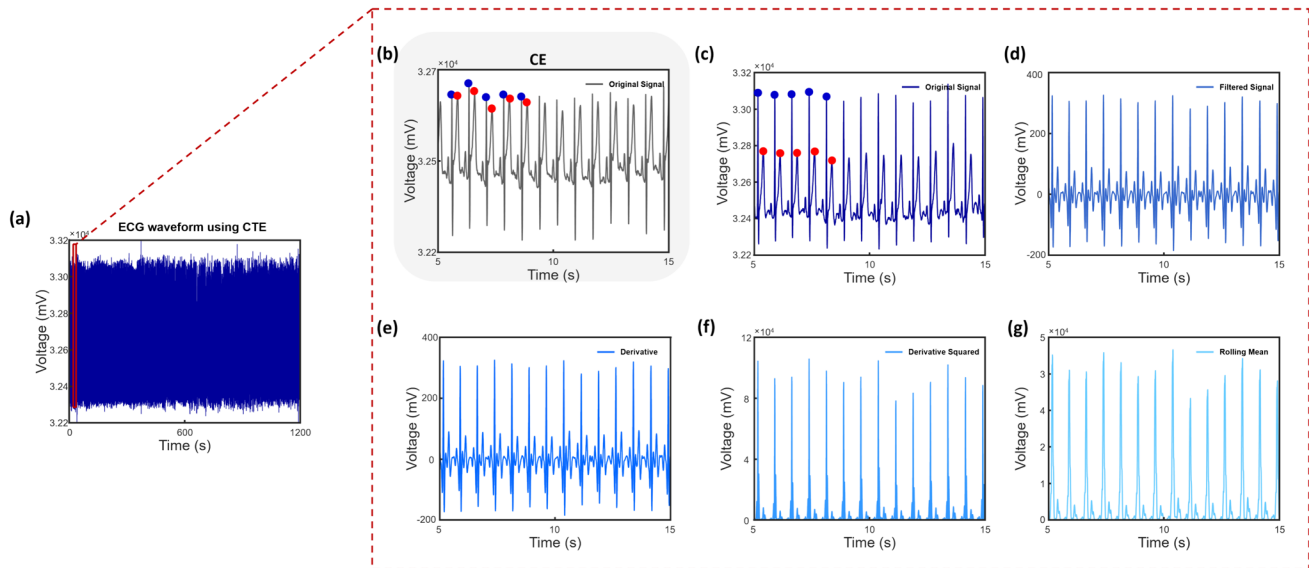 (a)
ECG waveform using CTE
×10⁴
3.32
3.30
3.28
3.26
3.24
3.22
Voltage (mV)
0
600
1200
Time (s)
(b)
CE
×10⁴
Original Signal
3.27
3.25
3.22
Voltage (mV)
5
10
15
Time (s)
(c)
×10⁴
Original Signal
3.32
3.30
3.28
3.26
3.24
3.22
Voltage (mV)
5
10
15
Time (s)
(d)
Filtered Signal
400
200
0
-200
Voltage (mV)
5
10
15
Time (s)
(e)
Derivative
400
200
0
-200
Voltage (mV)
5
10
15
Time (s)
(f)
×10⁴
Derivative Squared
12
8
4
0
Voltage (mV)
5
10
15
Time (s)
(g)
×10⁴
Rolling Mean
5
3
4
2
5
0
Voltage (mV)
5
10
15
Time (s)